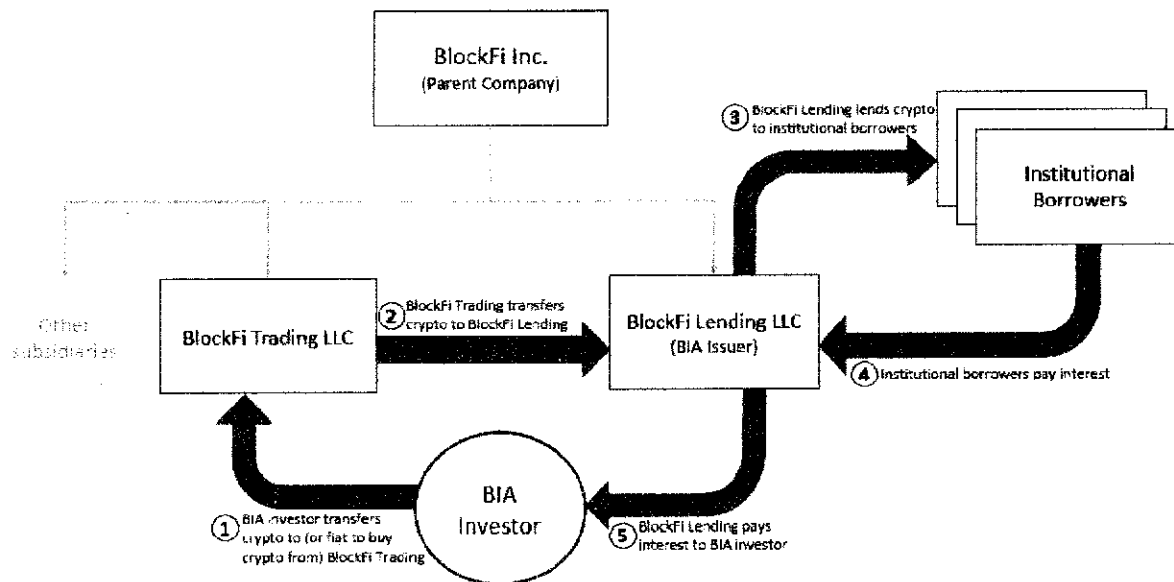 BlockFi Inc.
(Parent Company)
③ BlockFi Lending lends crypto
to institutional borrowers
Institutional
Borrowers
Other
subsidiaries
BlockFi Trading LLC
② BlockFi Trading transfers
crypto to BlockFi Lending
BlockFi Lending LLC
(BIA Issuer)
④ Institutional borrowers pay interest
BIA
Investor
① BIA investor transfers
crypto to (or fiat to buy
crypto from) BlockFi Trading
⑤ BlockFi Lending pays
interest to BIA investor